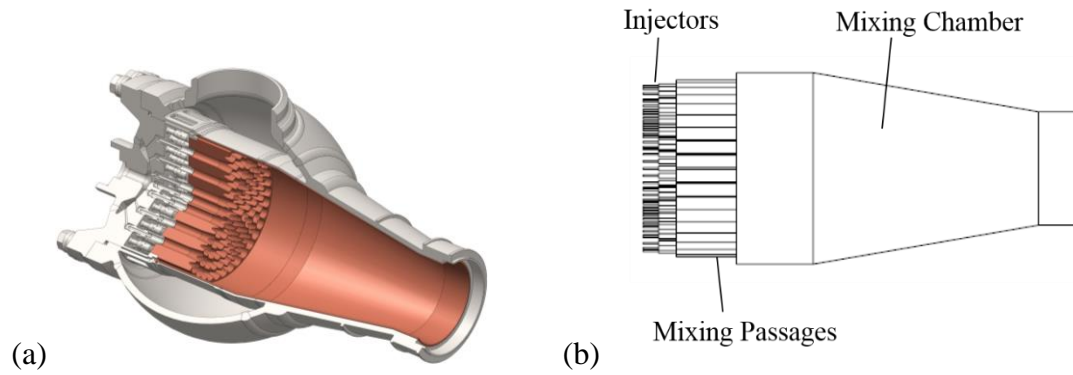 Injectors
Mixing Chamber
Mixing Passages
(a)
(b)